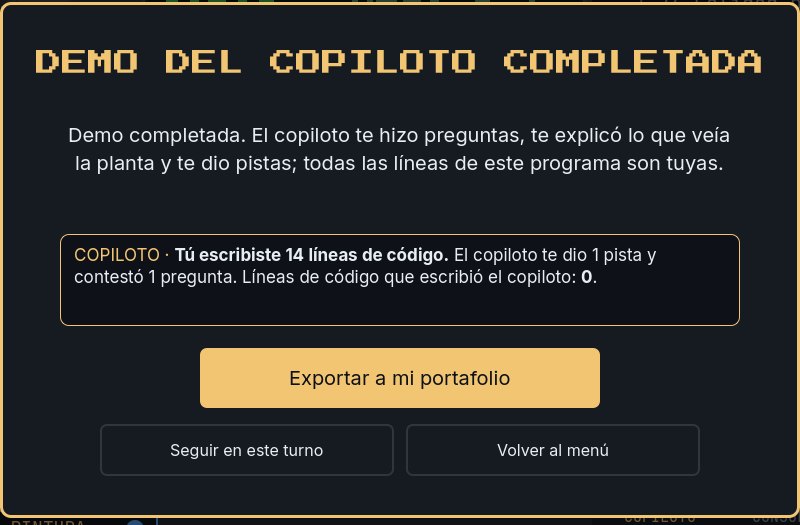 DEMO DEL COPILOTO COMPLETADA
Demo completada. El copiloto te hizo preguntas, te explicó lo que veía
la planta y te dio pistas; todas las líneas de este programa son tuyas.
COPILOTO · Tú escribiste 14 líneas de código. El copiloto te dio 1 pista y
contestó 1 pregunta. Líneas de código que escribió el copiloto: 0.
Exportar a mi portafolio
Seguir en este turno
Volver al menú